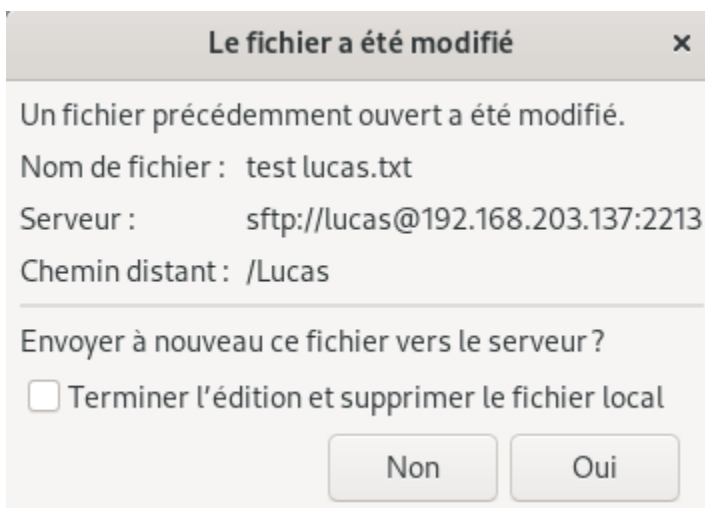 Le fichier a été modifié ×
Un fichier précédemment ouvert a été modifié.
Nom de fichier : test lucas.txt
Serveur : sftp://lucas@192.168.203.137:2213
Chemin distant : /Lucas
Envoyer à nouveau ce fichier vers le serveur ?
Terminer l’édition et supprimer le fichier local
Non Oui